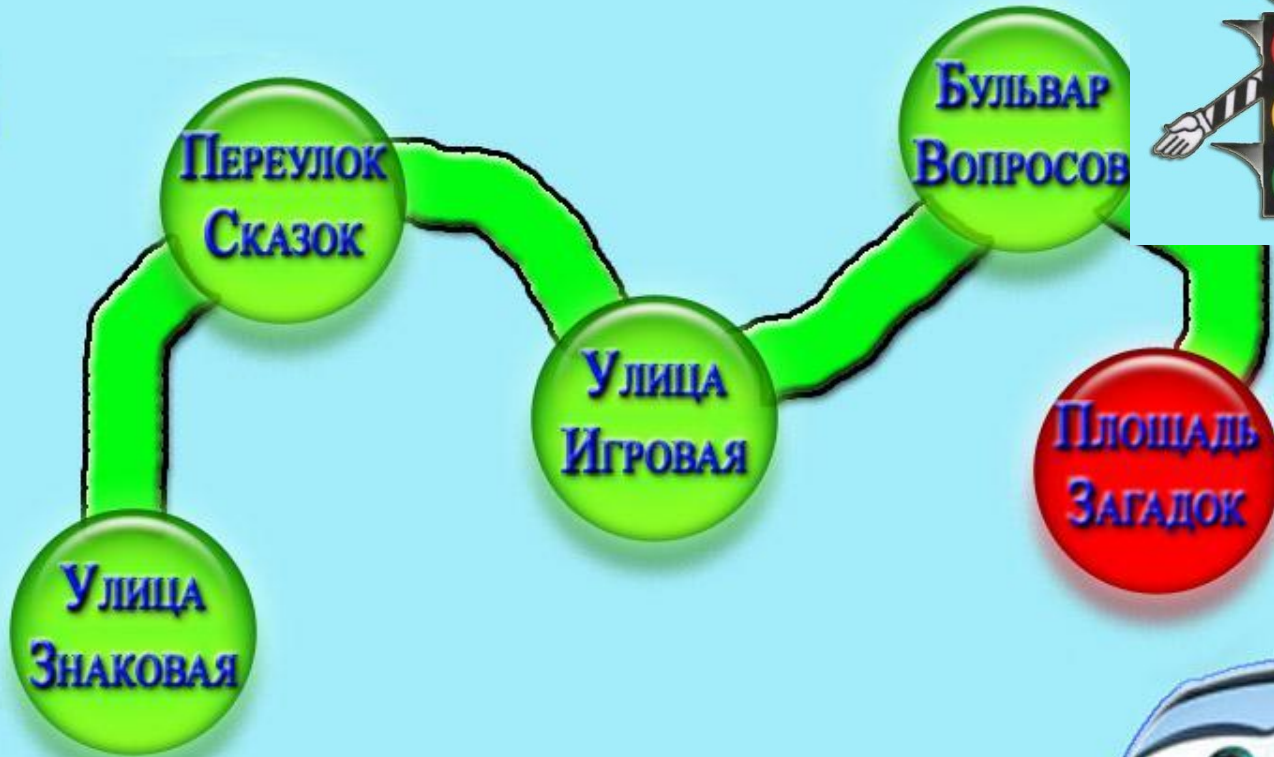 Бульвар
Вопросов
Переулок
Сказок
Улица
Игровая
Площадь
Загадок
Улица
Знаковая